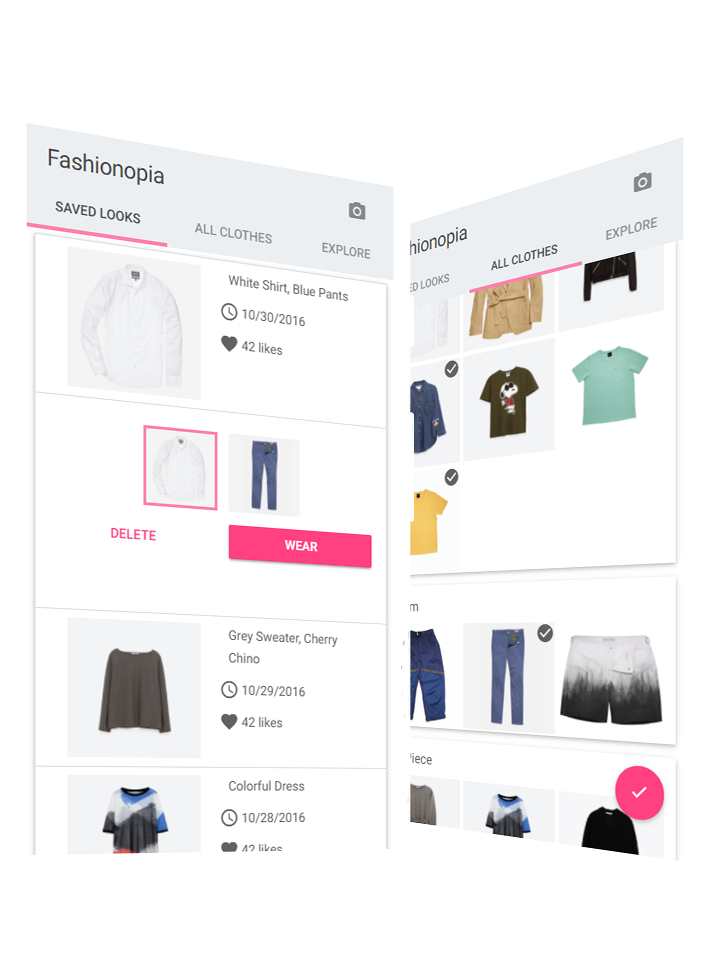 Fashionopia
SAVED LOOKS
ALL CLOTHES
EXPLORE
White Shirt, Blue Pants
10/30/2016
42 likes
DELETE
WEAR
Grey Sweater, Cherry
Chino
10/29/2016
42 likes
Colorful Dress
10/28/2016
42 likes
hionopia
ED LOOKS
ALL CLOTHES
EXPLORE
m
Piece